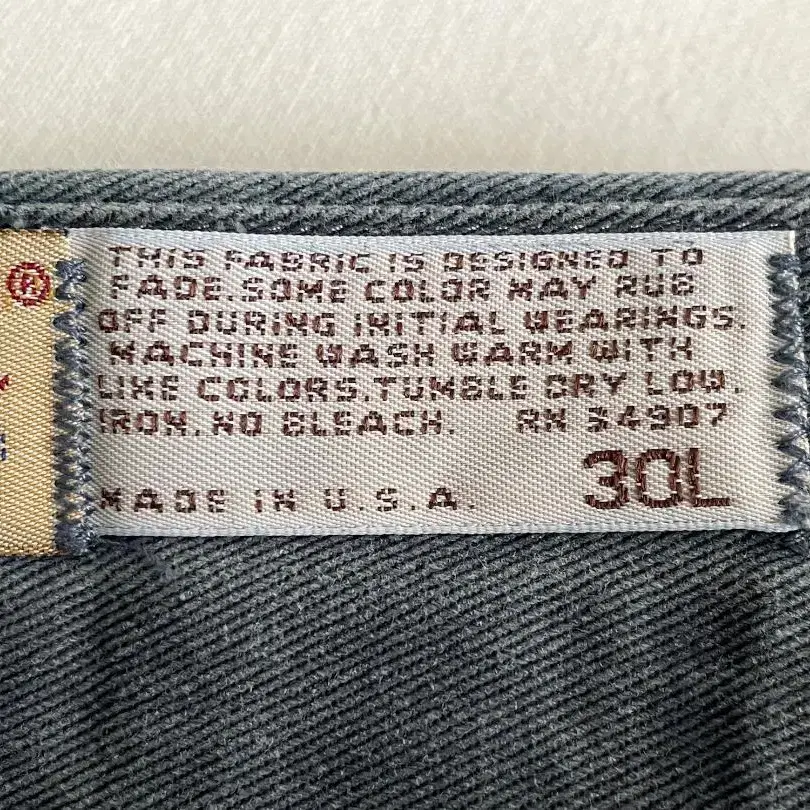 ®
THIS FABRIC IS DESIGNED TO
FADE.SOME COLOR MAY RUB
OFF DURING INITIAL WEARINGS.
MACHINE WASH WARM WITH
LIKE COLORS.TUMBLE DRY LOW.
IRON.NO BLEACH. RN 54907
MADE IN U.S.A. 30L